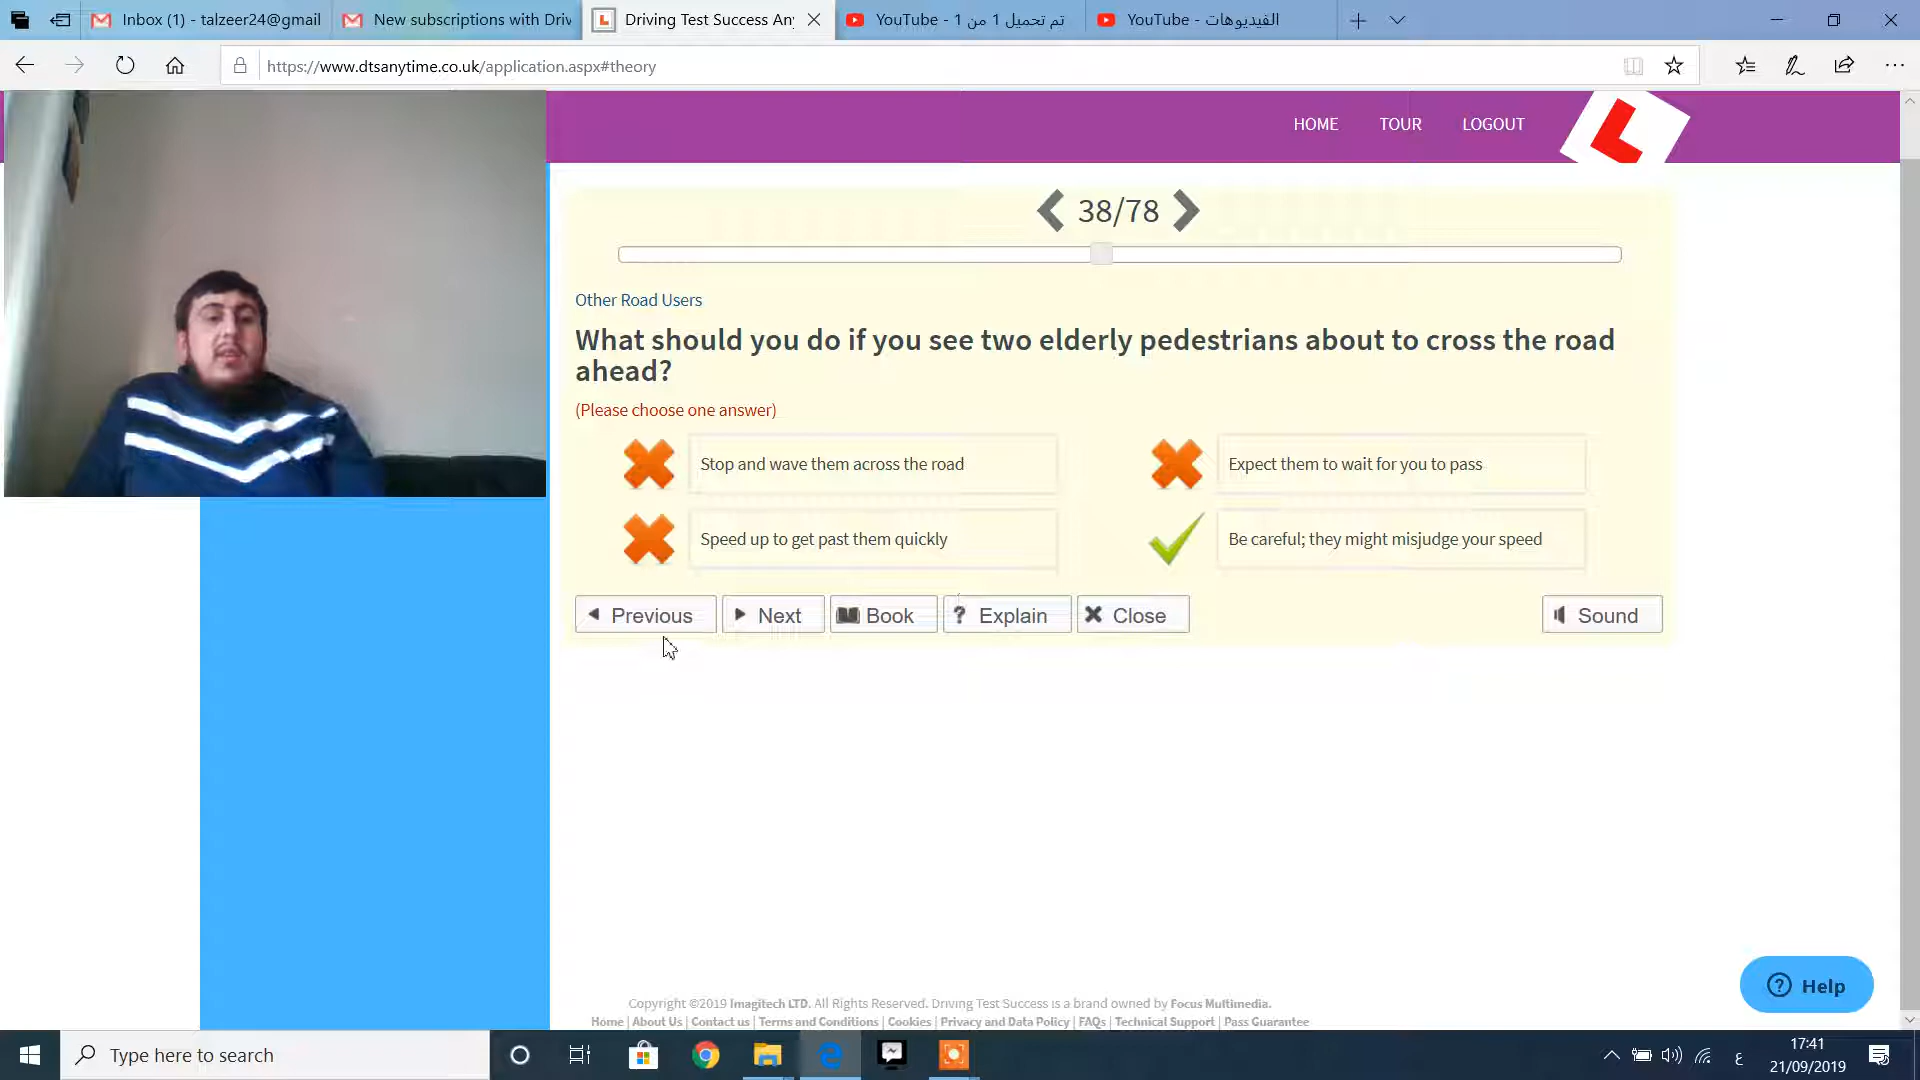 Inbox (1) - talzeer24@gmail
New subscriptions with Driv
Driving Test Success Any
YouTube - تم تحميل 1 من 1
YouTube - الفيديوهات
https://www.dtsanytime.co.uk/application.aspx#theory
HOME TOUR LOGOUT
38/78
Other Road Users
What should you do if you see two elderly pedestrians about to cross the road
ahead?
(Please choose one answer)
Stop and wave them across the road
Expect them to wait for you to pass
Speed up to get past them quickly
Be careful; they might misjudge your speed
Previous Next Book ? Explain Close Sound
? Help
Copyright ©2019 Imagitech LTD. All Rights Reserved. Driving Test Success is a brand owned by Focus Multimedia.
Home | About Us | Contact us | Terms and Conditions | Cookies | Privacy and Data Policy | FAQs | Technical Support | Pass Guarantee
Type here to search
ع
17:41
21/09/2019